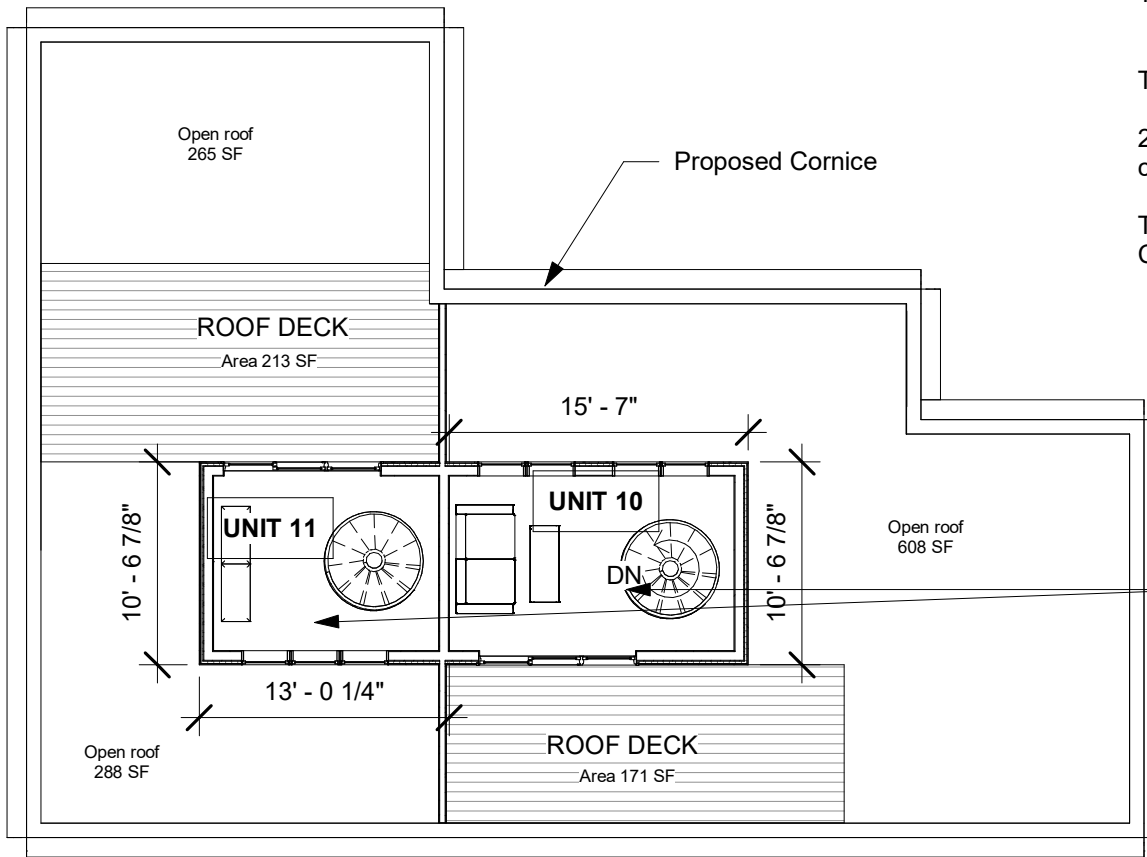 Open roof
265 SF
Proposed Cornice
T
2
T
ROOF DECK
Area 213 SF
15' - 7"
UNIT 11
UNIT 10
10' - 6 7/8"
DN
10' - 6 7/8"
Open roof
608 SF
13' - 0 1/4"
Open roof
288 SF
ROOF DECK
Area 171 SF